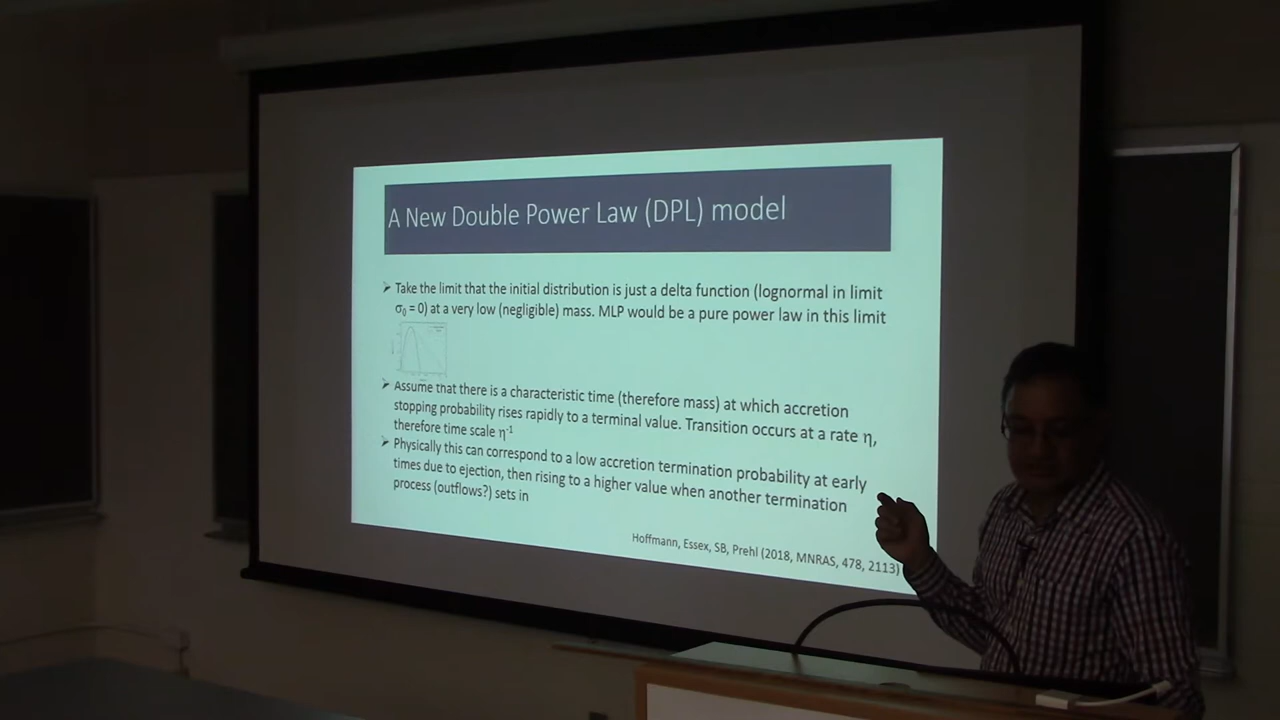 A New Double Power Law (DPL) model
➤ Take the limit that the initial distribution is just a delta function (lognormal in limit
σ₀ = 0) at a very low (negligible) mass. MLP would be a pure power law in this limit
➤ Assume that there is a characteristic time (therefore mass) at which accretion
stopping probability rises rapidly to a terminal value. Transition occurs at a rate η,
therefore time scale η⁻¹
➤ Physically this can correspond to a low accretion termination probability at early
times due to ejection, then rising to a higher value when another termination
process (outflows?) sets in
Hoffmann, Essex, SB, Prehl (2018, MNRAS, 478, 2113)